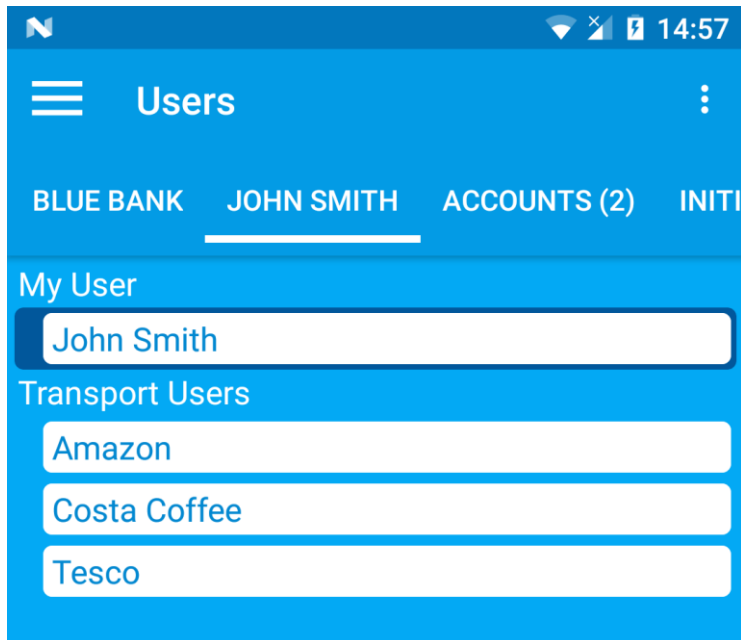 14:57
Users
BLUE BANK JOHN SMITH ACCOUNTS (2) INITI
My User
John Smith
Transport Users
Amazon
Costa Coffee
Tesco